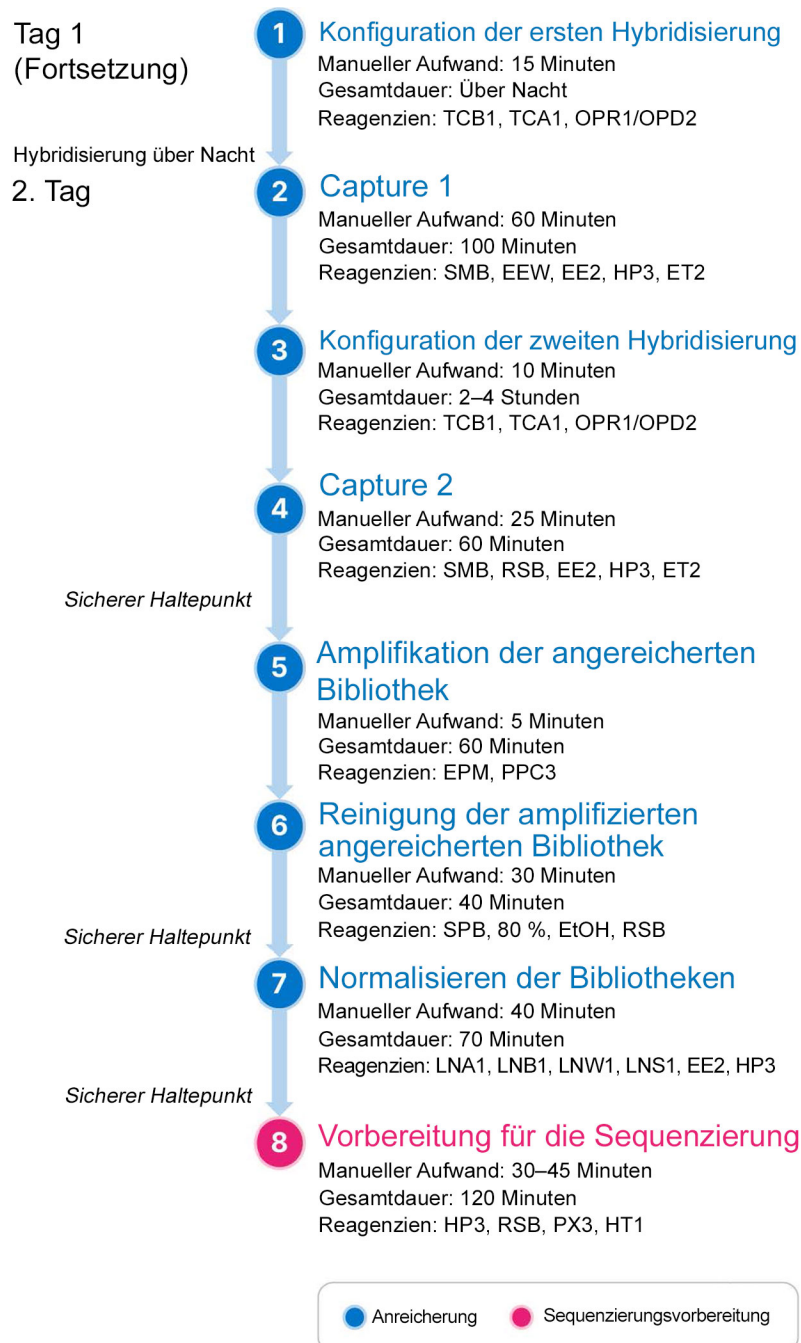 Tag 1
(Fortsetzung)
1
Konfiguration der ersten Hybridisierung
Manueller Aufwand: 15 Minuten
Gesamtdauer: Über Nacht
Reagenzien: TCB1, TCA1, OPR1/OPD2
Hybridisierung über Nacht
2. Tag
2
Capture 1
Manueller Aufwand: 60 Minuten
Gesamtdauer: 100 Minuten
Reagenzien: SMB, EEW, EE2, HP3, ET2
3
Konfiguration der zweiten Hybridisierung
Manueller Aufwand: 10 Minuten
Gesamtdauer: 2–4 Stunden
Reagenzien: TCB1, TCA1, OPR1/OPD2
4
Capture 2
Manueller Aufwand: 25 Minuten
Gesamtdauer: 60 Minuten
Reagenzien: SMB, RSB, EE2, HP3, ET2
Sicherer Haltepunkt
5
Amplifikation der angereicherten
Bibliothek
Manueller Aufwand: 5 Minuten
Gesamtdauer: 60 Minuten
Reagenzien: EPM, PPC3
6
Reinigung der amplifizierten
angereicherten Bibliothek
Manueller Aufwand: 30 Minuten
Gesamtdauer: 40 Minuten
Reagenzien: SPB, 80 %, EtOH, RSB
Sicherer Haltepunkt
7
Normalisieren der Bibliotheken
Manueller Aufwand: 40 Minuten
Gesamtdauer: 70 Minuten
Reagenzien: LNA1, LNB1, LNW1, LNS1, EE2, HP3
Sicherer Haltepunkt
8
Vorbereitung für die Sequenzierung
Manueller Aufwand: 30–45 Minuten
Gesamtdauer: 120 Minuten
Reagenzien: HP3, RSB, PX3, HT1
Anreicherung
Sequenzierungsvorbereitung